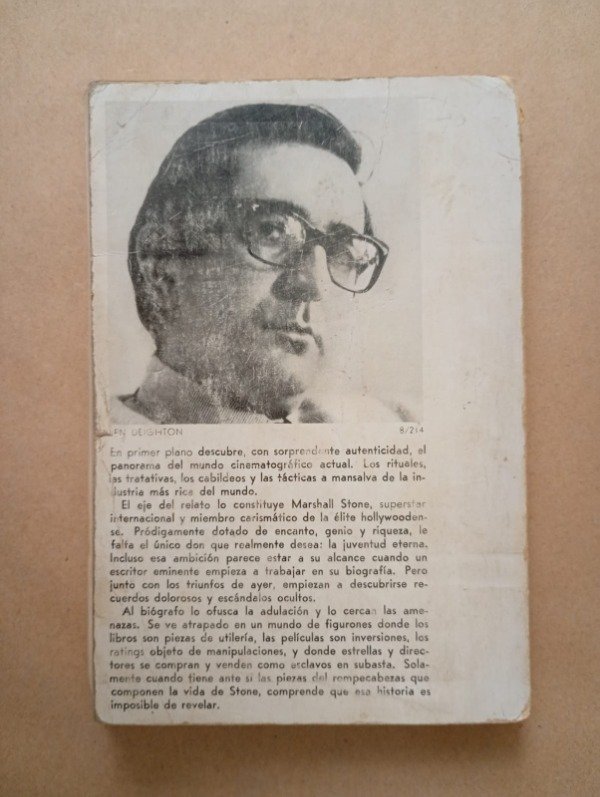 LEN DEIGHTON 8/214
En primer plano descubre, con sorprendente autenticidad, el
panorama del mundo cinematográfico actual. Los rituales,
las tratativas, los cabildeos y las tácticas a mansalva de la in-
dustria más rica del mundo.
El eje del relato lo constituye Marshall Stone, superstar
internacional y miembro carismático de la élite hollywooden-
se. Pródigamente dotado de encanto, genio y riqueza, le
falta el único don que realmente desea: la juventud eterna.
Incluso esa ambición parece estar a su alcance cuando un
escritor eminente empieza a trabajar en su biografía. Pero
junto con los triunfos de ayer, empiezan a descubrirse re-
cuerdos dolorosos y escándalos ocultos.
Al biógrafo lo ofusca la adulación y lo cercan las ame-
nazas. Se ve atrapado en un mundo de figurones donde los
libros son piezas de utilería, las películas son inversiones, los
ratings objeto de manipulaciones, y donde estrellas y direc-
tores se compran y venden como esclavos en subasta. Sola-
mente cuando tiene ante sí las piezas del rompecabezas que
componen la vida de Stone, comprende que esa historia es
imposible de revelar.